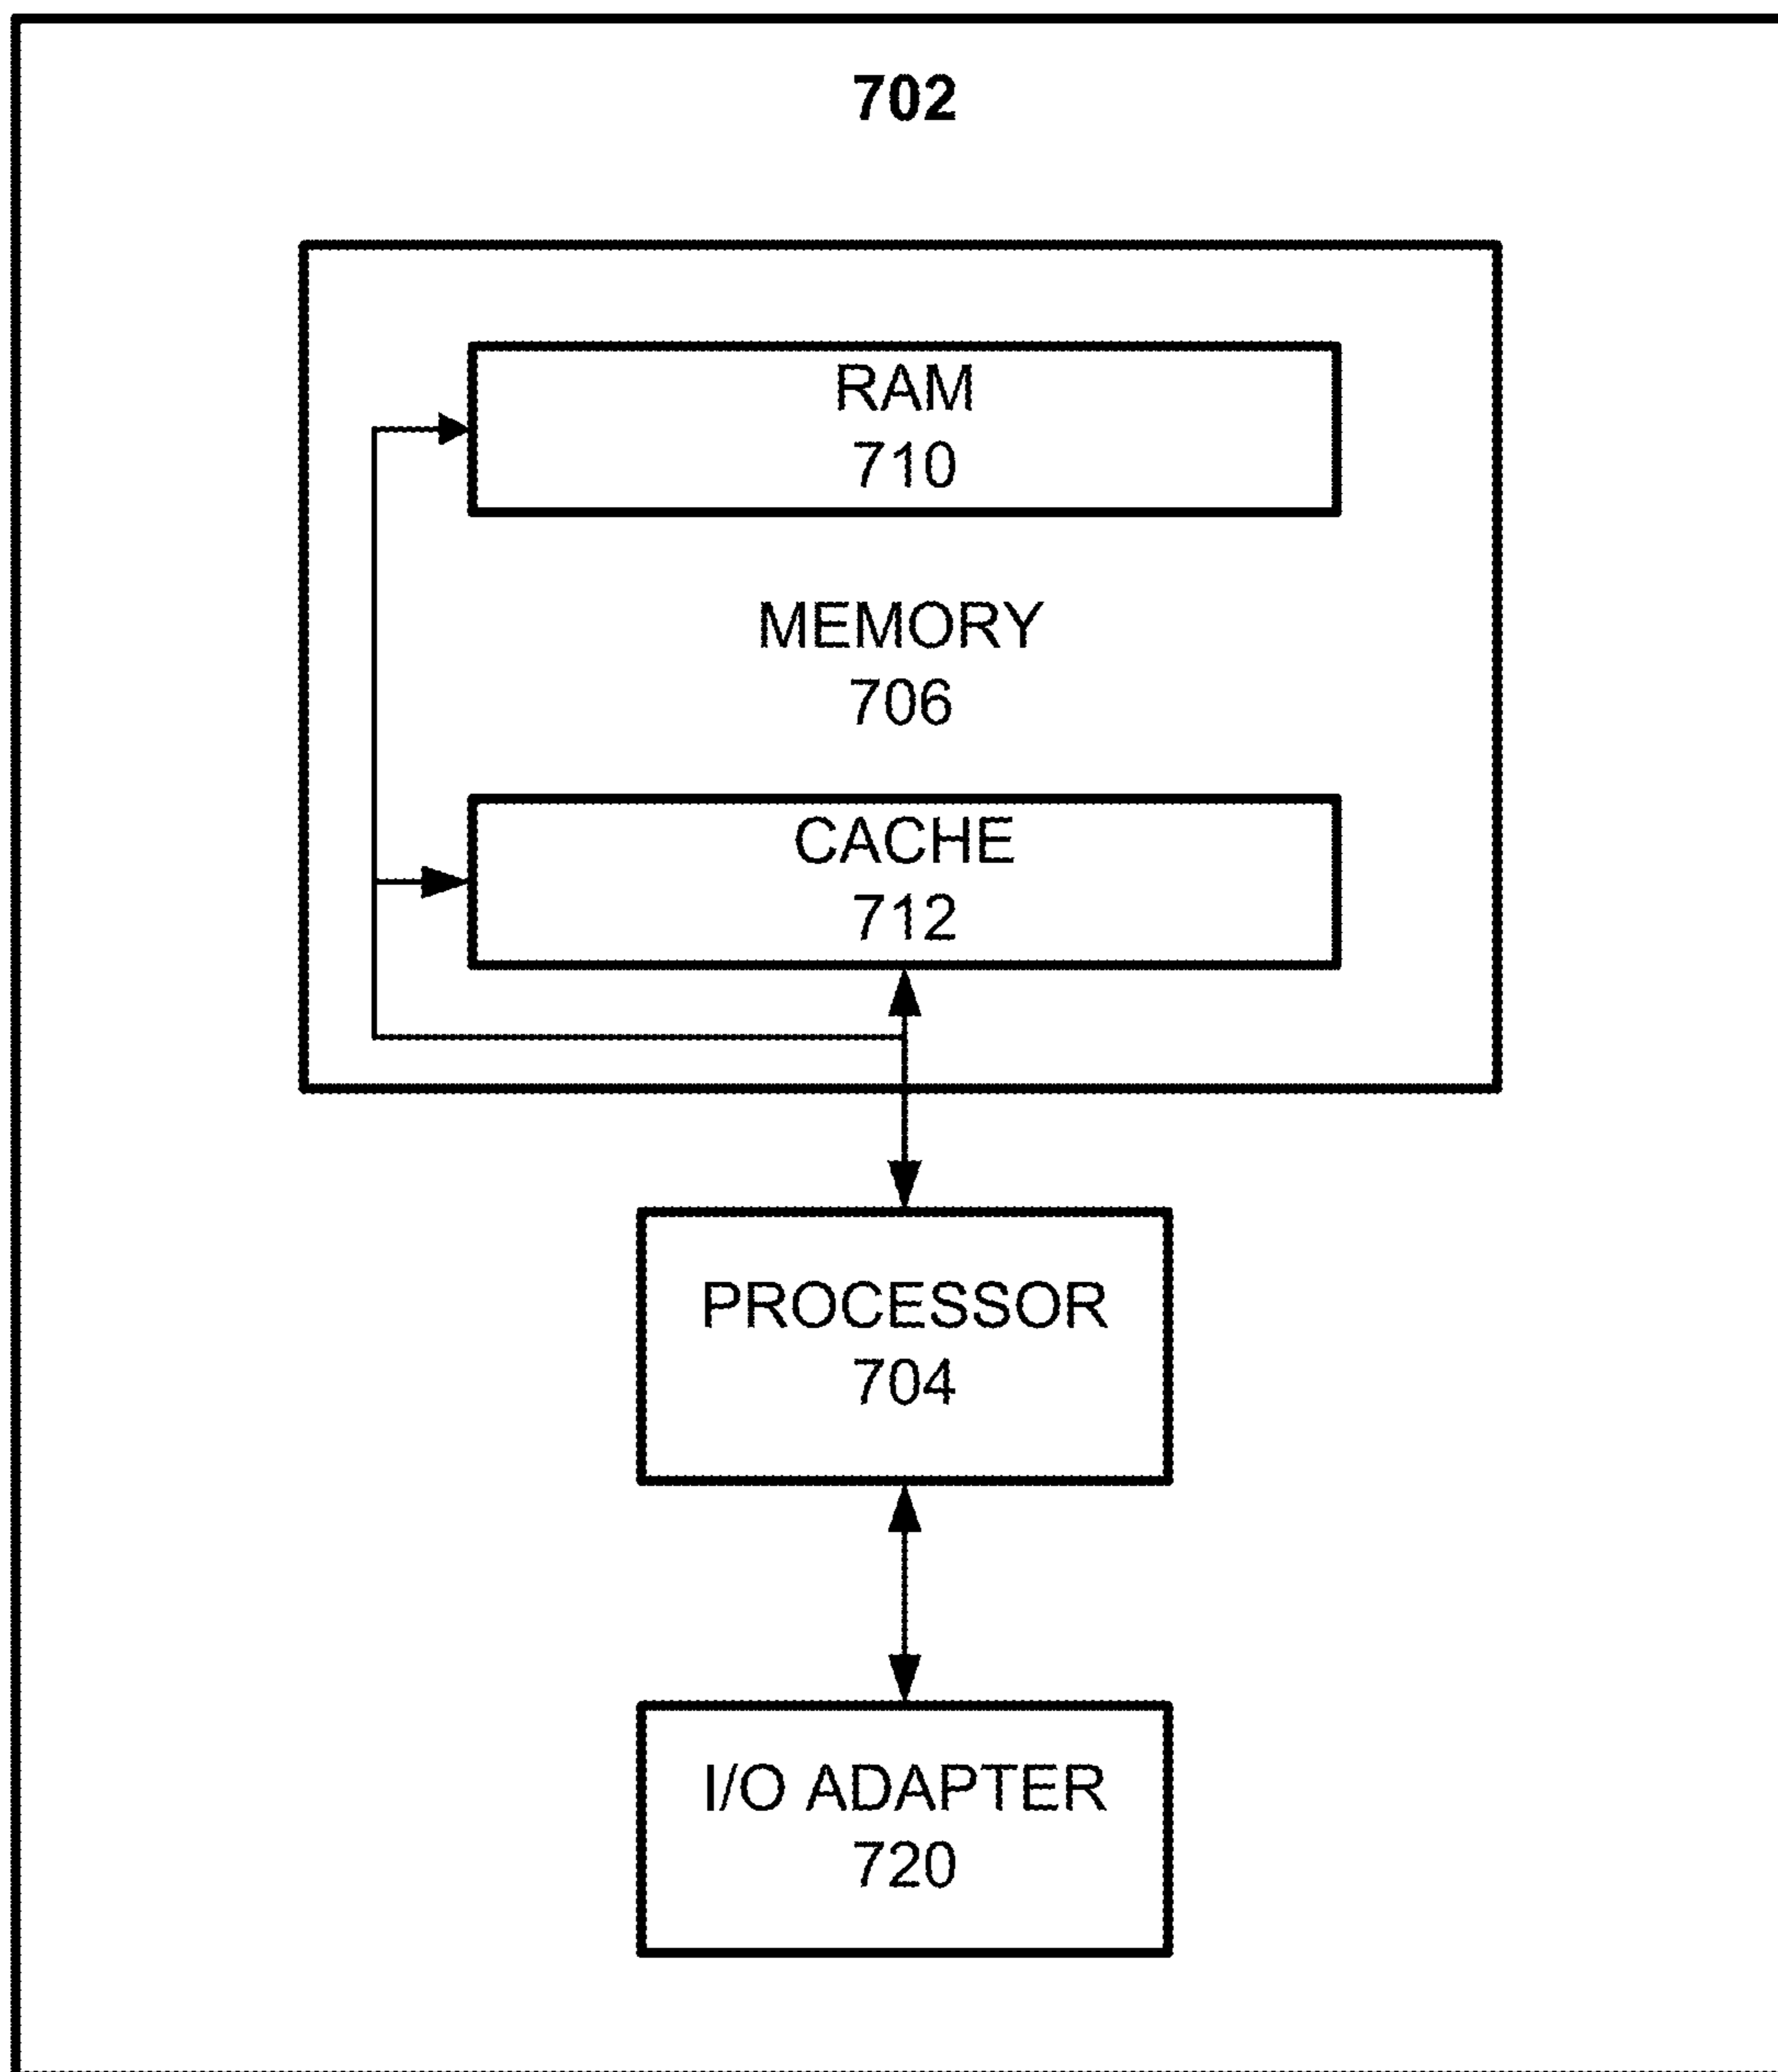 702
RAM
710
MEMORY
706
CACHE
712
PROCESSOR
704
I/O ADAPTER
720